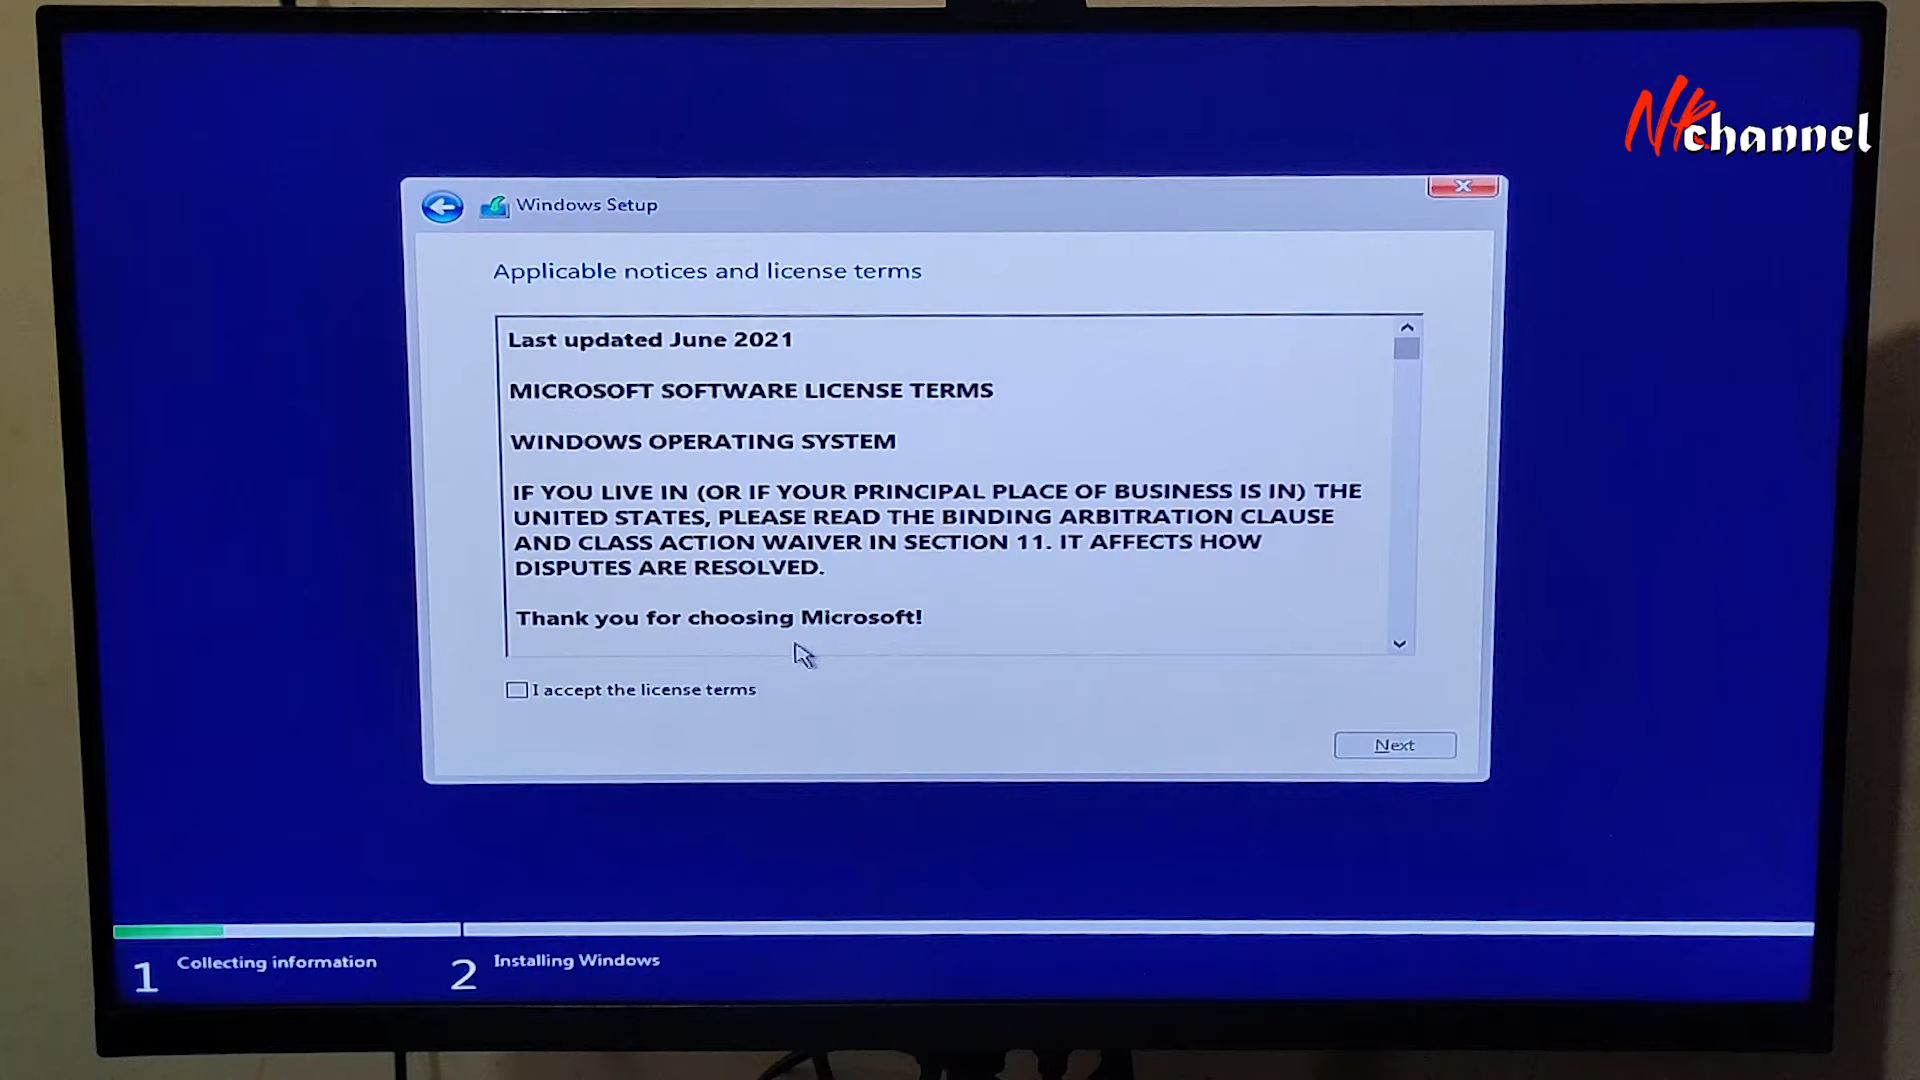 NK channel
Windows Setup
Applicable notices and license terms
Last updated June 2021
MICROSOFT SOFTWARE LICENSE TERMS
WINDOWS OPERATING SYSTEM
IF YOU LIVE IN (OR IF YOUR PRINCIPAL PLACE OF BUSINESS IS IN) THE
UNITED STATES, PLEASE READ THE BINDING ARBITRATION CLAUSE
AND CLASS ACTION WAIVER IN SECTION 11. IT AFFECTS HOW
DISPUTES ARE RESOLVED.
Thank you for choosing Microsoft!
I accept the license terms
Next
1 Collecting information
2 Installing Windows